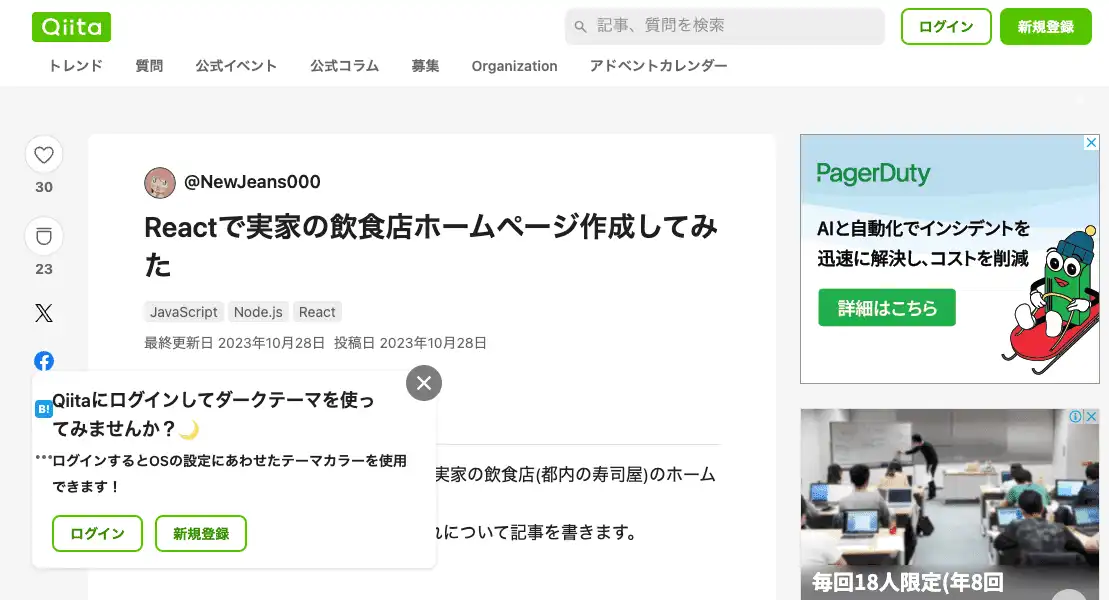 Qiita
記事、質問を検索
ログイン
新規登録
トレンド
質問
公式イベント
公式コラム
募集
Organization
アドベントカレンダー
30
23
@NewJeans000
Reactで実家の飲食店ホームページ作成してみ
た
JavaScript
Node.js
React
最終更新日 2023年10月28日 投稿日 2023年10月28日
B!
Qiitaにログインしてダークテーマを使っ
てみませんか？🌙
ログインするとOSの設定にあわせたテーマカラーを使用
できます！
ログイン
新規登録
実家の飲食店(都内の寿司屋)のホーム
について記事を書きます。
PagerDuty
AIと自動化でインシデントを
迅速に解決し、コストを削減
詳細はこちら
毎回18人限定(年8回